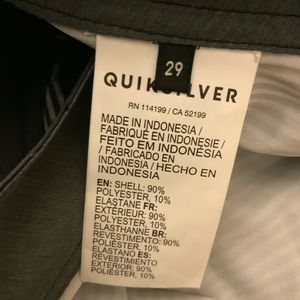 29
QUIKSILVER
RN 114199 / CA 52199
MADE IN INDONESIA /
FABRIQUÉ EN INDONESIE /
FEITO EM INDONÉSIA
/ FABRICADO EN
INDONESIA / HECHO EN
INDONESIA
EN: SHELL: 90%
POLYESTER, 10%
ELASTANE FR:
EXTÉRIEUR: 90%
POLYESTER, 10%
ELASTHANNE BR:
REVESTIMENTO: 90%
POLIÉSTER, 10%
ELASTANO ES:
REVESTIMIENTO
EXTERIOR: 90%
POLIÉSTER, 10%